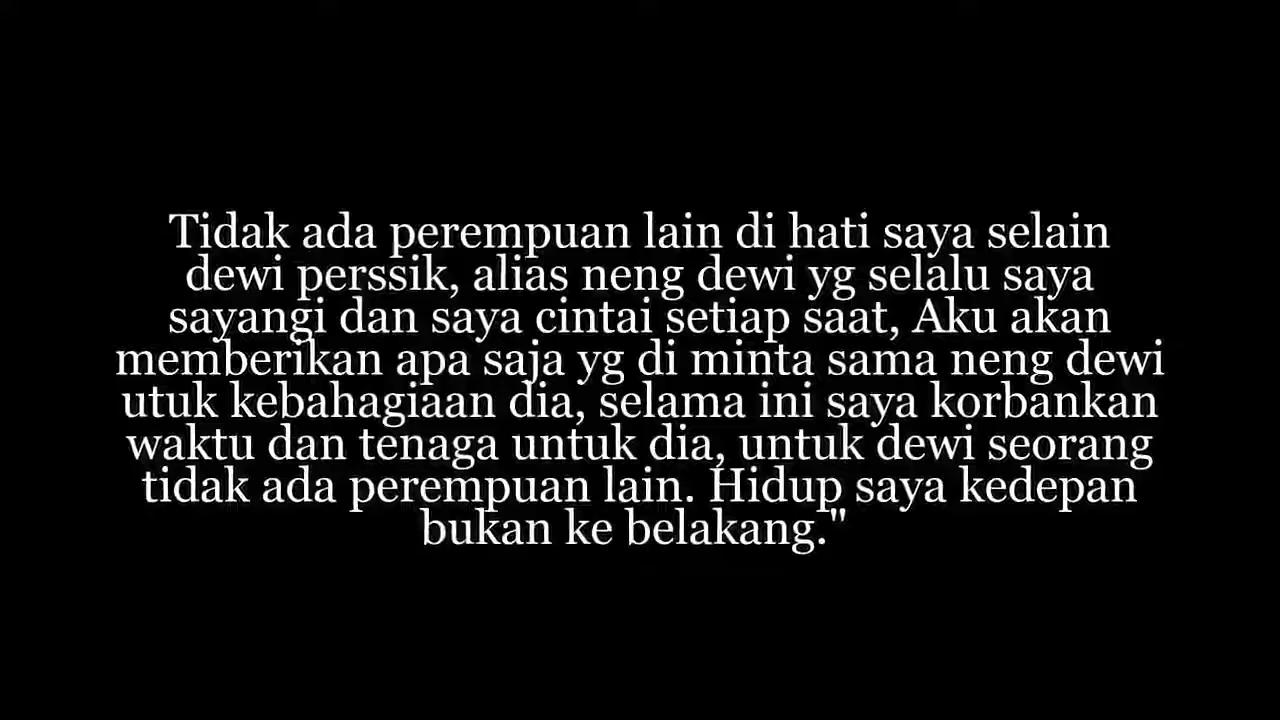 Tidak ada perempuan lain di hati saya selain
dewi perssik, alias neng dewi yg selalu saya
sayangi dan saya cintai setiap saat, Aku akan
memberikan apa saja yg di minta sama neng dewi
utuk kebahagiaan dia, selama ini saya korbankan
waktu dan tenaga untuk dia, untuk dewi seorang
tidak ada perempuan lain. Hidup saya kedepan
bukan ke belakang."